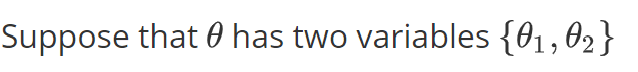 Suppose that θ has two variables {θ₁, θ₂}